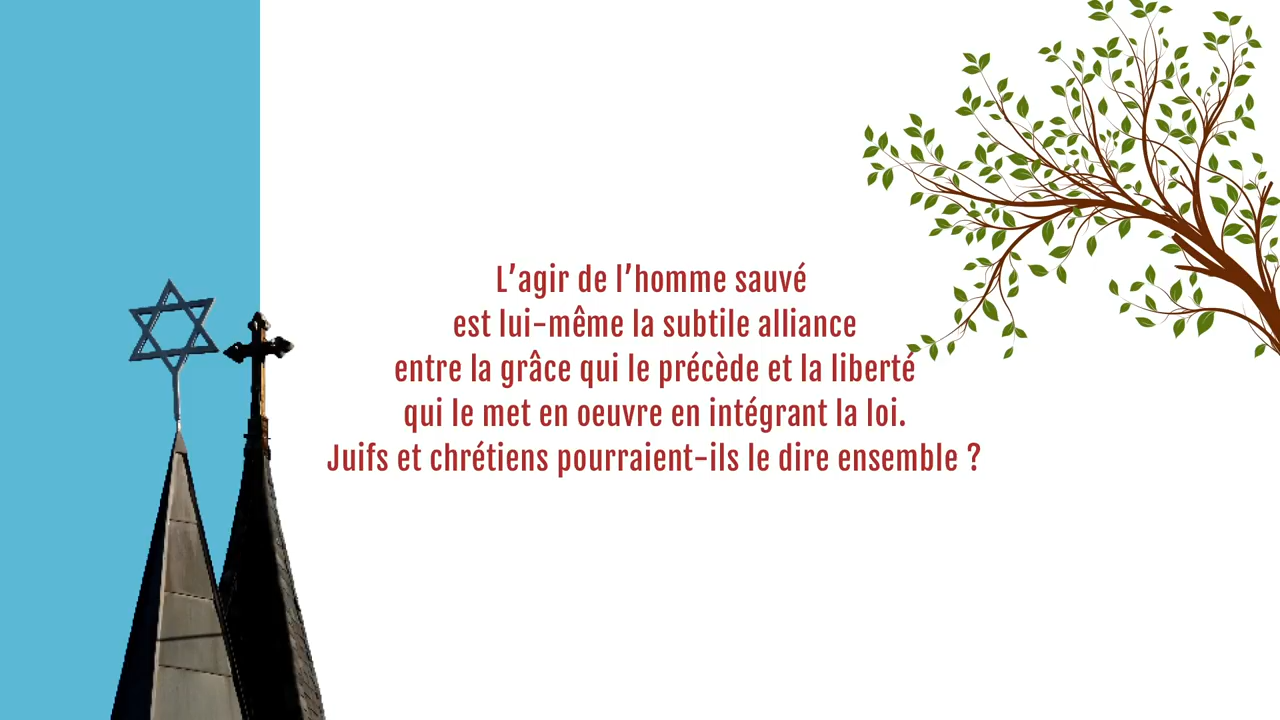 L’agir de l’homme sauvé
est lui-même la subtile alliance
entre la grâce qui le précède et la liberté
qui le met en oeuvre en intégrant la loi.
Juifs et chrétiens pourraient-ils le dire ensemble ?